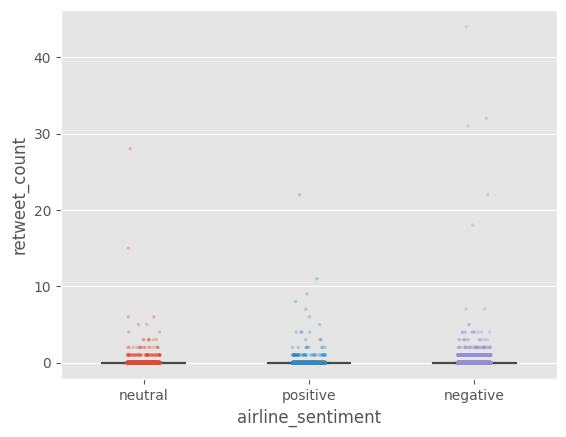 40
30
20
10
0
retweet_count
neutral
positive
negative
airline_sentiment